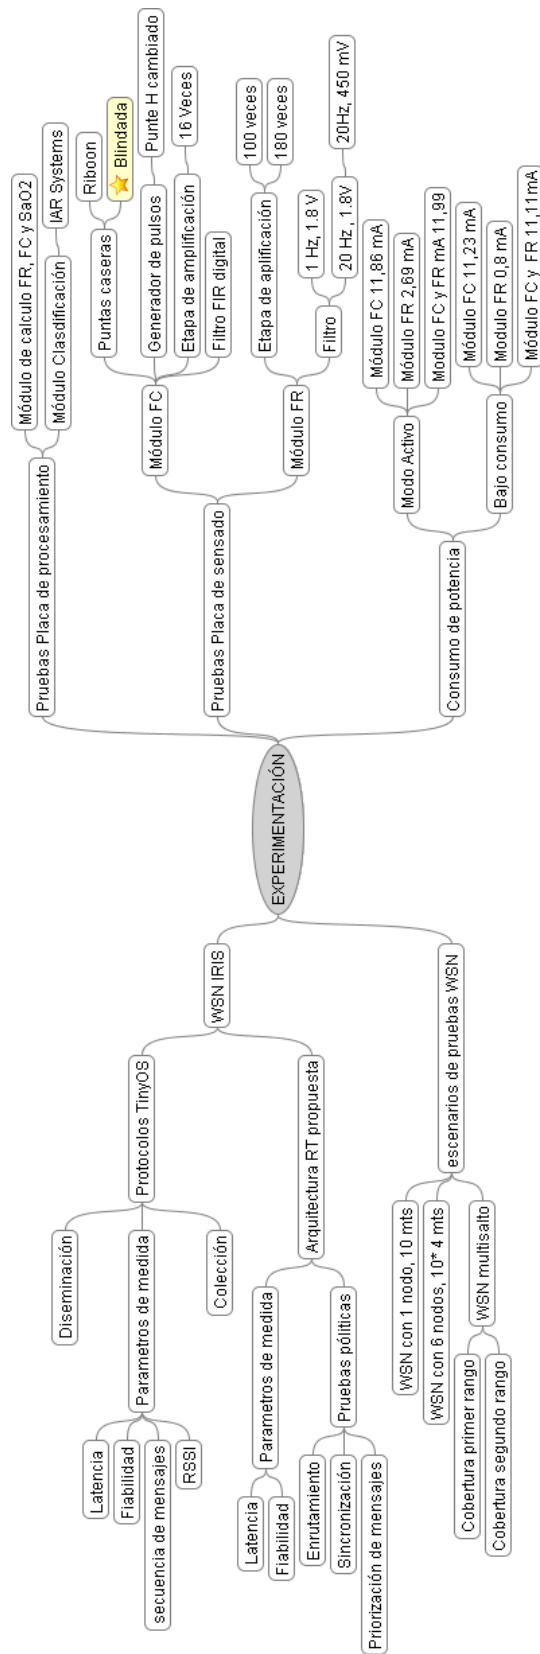 EXPERIMENTACIÓN
WSN IRIS
Protocolos TinyOS
Diseminación
Parametros de medida
Latencia
Fiabilidad
secuencia de mensajes
RSSI
Colección
Arquitectura RT propuesta
Parametros de medida
Latencia
Fiabilidad
Pruebas póliticas
Enrutamiento
Sincronización
Priorización de mensajes
escenarios de pruebas WSN
WSN con 1 nodo, 10 mts
WSN con 6 nodos, 10* 4 mts
WSN multisalto
Cobertura primer rango
Cobertura segundo rango
Pruebas Placa de procesamiento
Módulo de calculo FR, FC y SaO2
Módulo Clasdificación
IAR Systems
Pruebas Placa de sensado
Módulo FC
Puntas caseras
Riboon
Blindada
Generador de pulsos
Punte H cambiado
Etapa de amplificación
16 Veces
Filtro FIR digital
Módulo FR
Etapa de aplificación
100 veces
180 veces
Filtro
1 Hz, 1.8 V
20 Hz, 1.8V
20Hz, 450 mV
Consumo de potencia
Modo Activo
Módulo FC 11,86 mA
Módulo FR 2,69 mA
Modulo FC y FR mA 11,99
Bajo consumo
Módulo FC 11,23 mA
Modulo FR 0,8 mA
Módulo FC y FR 11,11mA